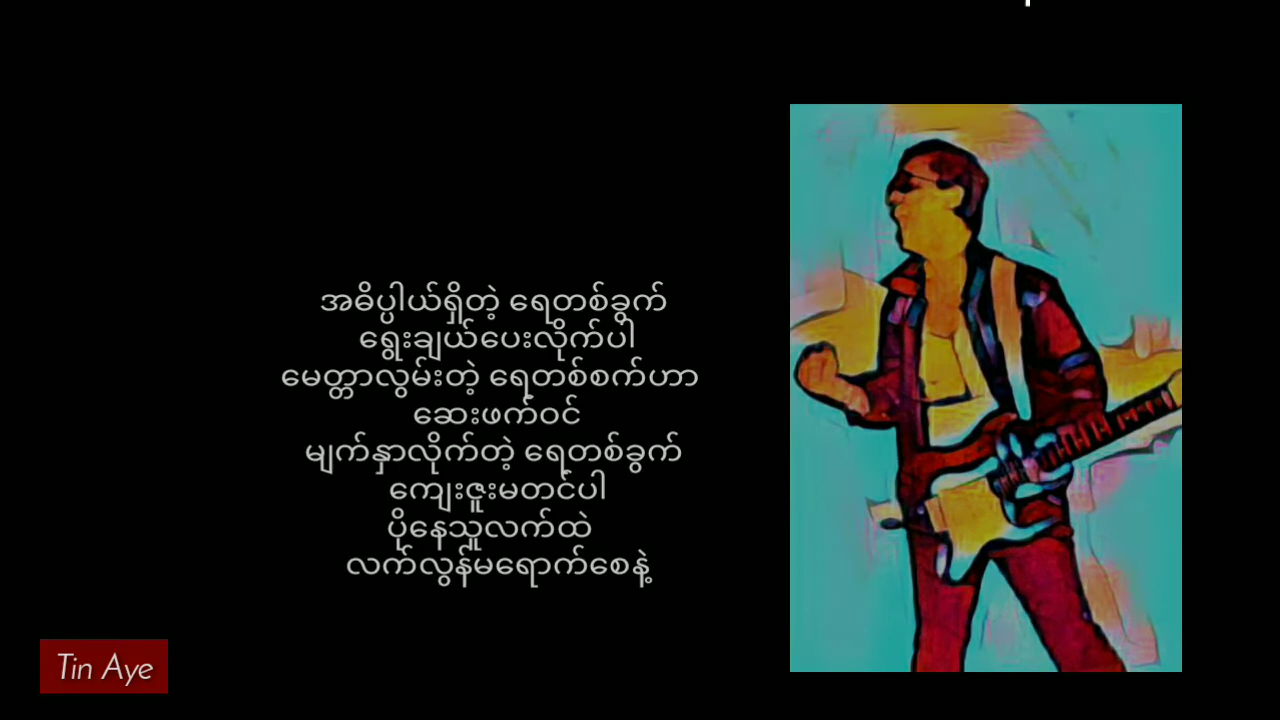 အဓိပ္ပါယ်ရှိတဲ့ ရေတစ်ခွက်
ရွေးချယ်ပေးလိုက်ပါ
မေတ္တာလွှမ်းတဲ့ ရေတစ်စက်ဟာ
ဆေးဖက်ဝင်
မျက်နှာလိုက်တဲ့ ရေတစ်ခွက်
ကျေးဇူးမတင်ပါ
ပိုနေသူလက်ထဲ
လက်လွန်မရောက်စေနဲ့
Tin Aye